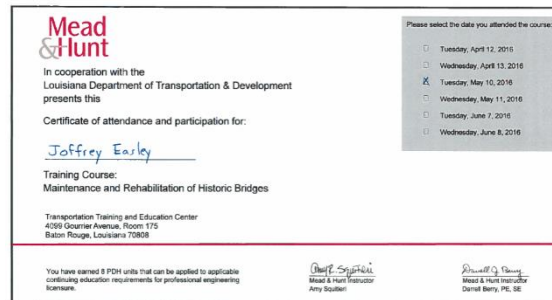 Mead
&Hunt
In cooperation with the
Louisiana Department of Transportation & Development
presents this
Certificate of attendance and participation for:
Joffrey Easley
Training Course:
Maintenance and Rehabilitation of Historic Bridges
Transportation Training and Education Center
4099 Gourrier Avenue, Room 175
Baton Rouge, Louisiana 70808
Please select the date you attended the course:
Tuesday, April 12, 2016
Wednesday, April 13, 2016
X Tuesday, May 10, 2016
Wednesday, May 11, 2016
Tuesday, June 7, 2016
Wednesday, June 8, 2016
You have earned 8 PDH units that can be applied to applicable
continuing education requirements for professional engineering
licensure.
Amy R. Squitieri
Mead & Hunt Instructor
Amy Squitieri
Darrell J. Berry
Mead & Hunt Instructor
Darrell Berry, PE, SE